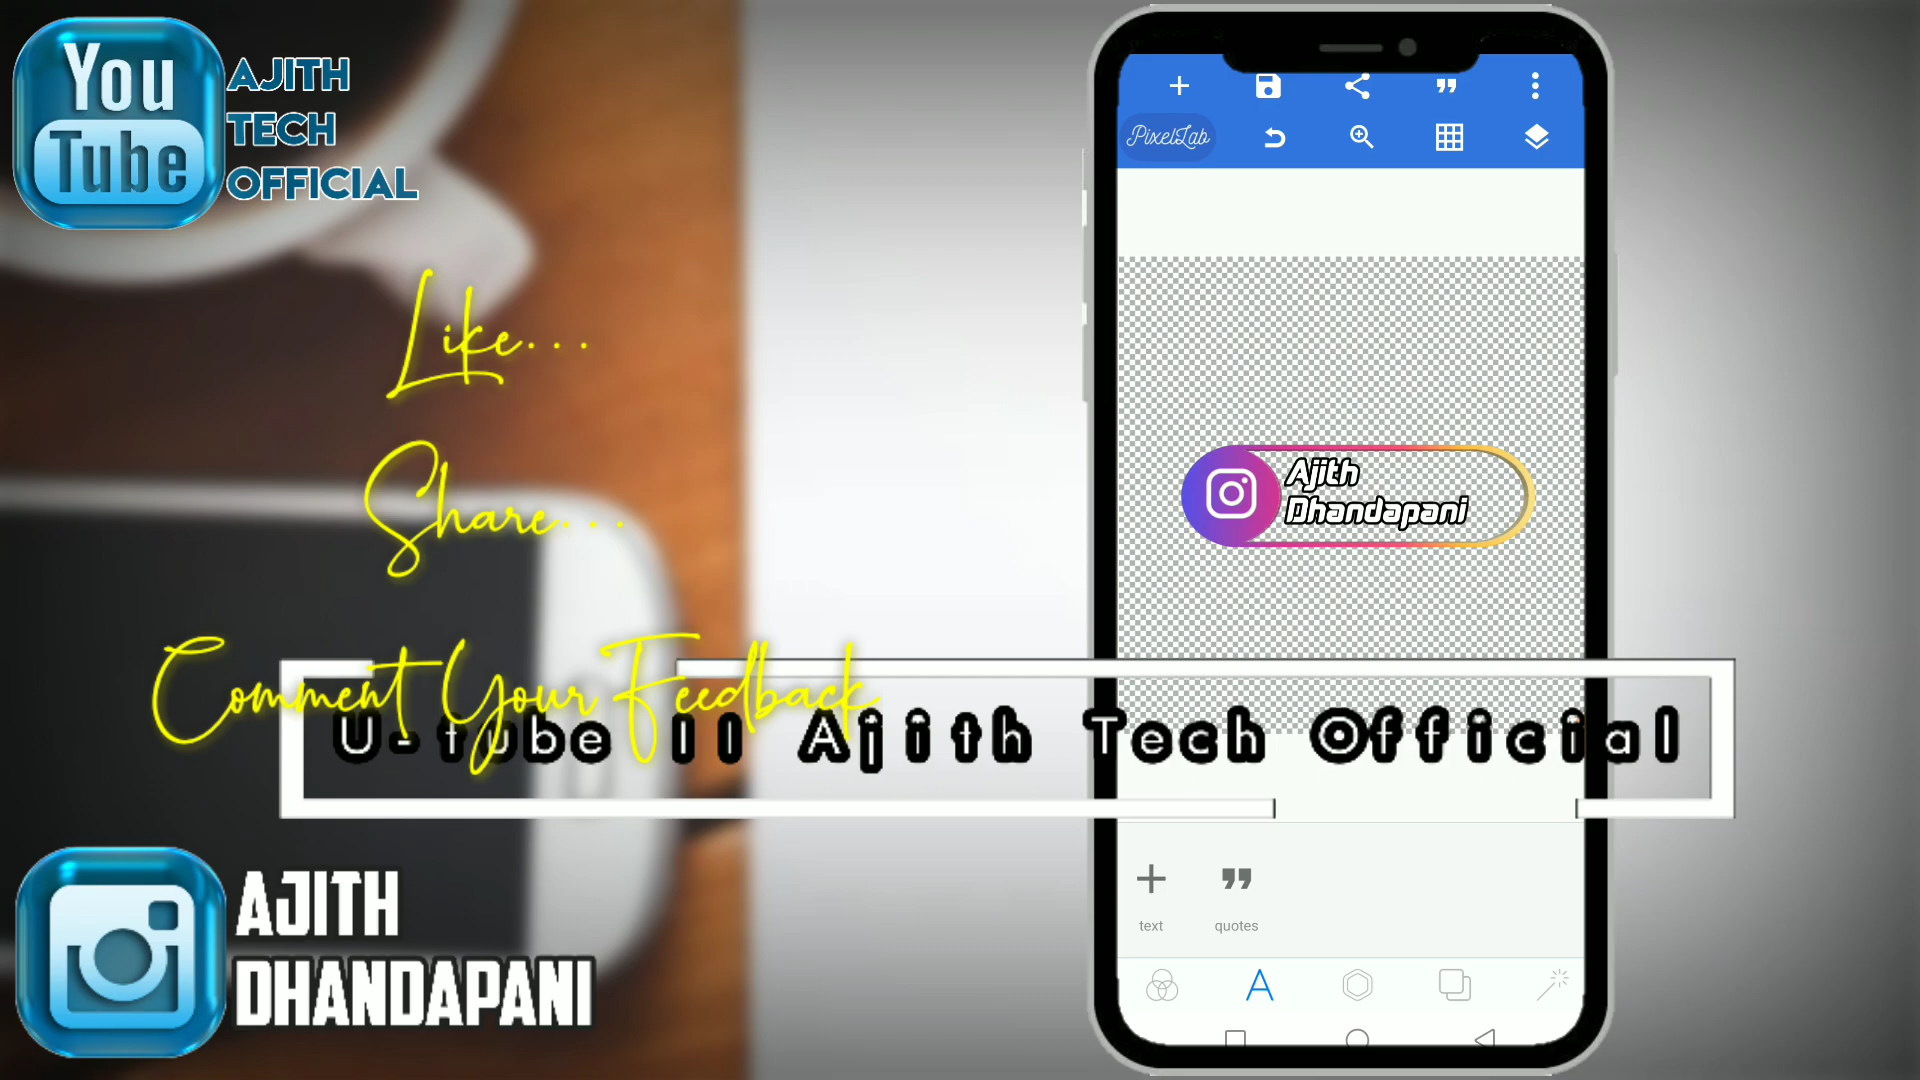 You
Tube
AJITH
TECH
OFFICIAL
Like...
Share...
Comment Your Feedback
U-tube II Ajith Tech Official
AJITH
DHANDAPANI
PixelLab
Ajith
Dhandapani
text
quotes